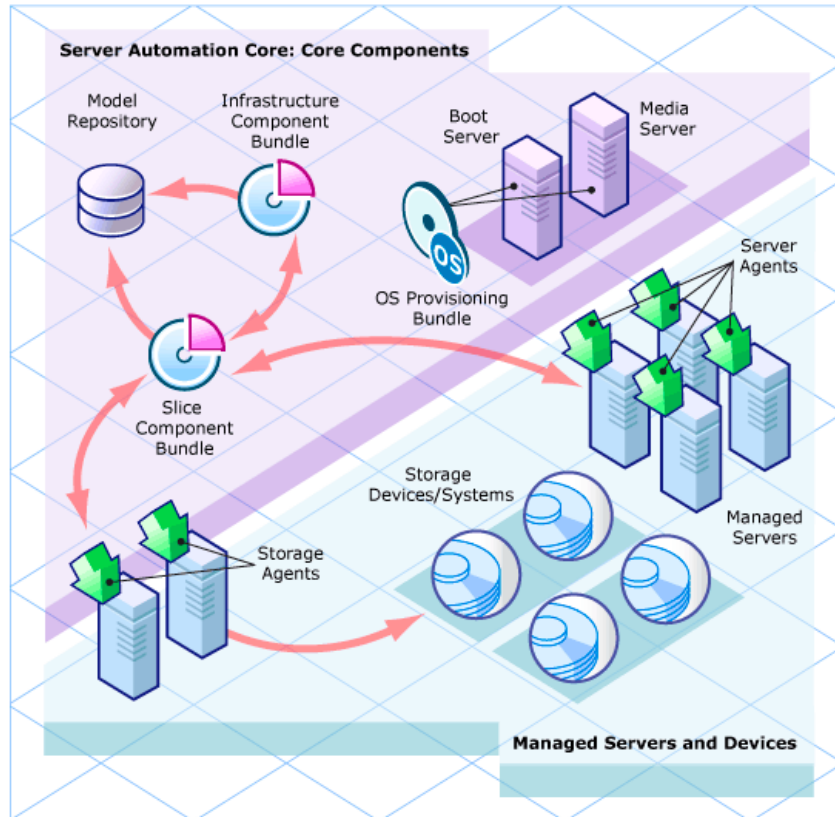 Server Automation Core: Core Components
Model
Repository
Infrastructure
Component
Bundle
Boot
Server
Media
Server
OS
OS Provisioning
Bundle
Server
Agents
Slice
Component
Bundle
Storage
Devices/Systems
Managed
Servers
Storage
Agents
Managed Servers and Devices